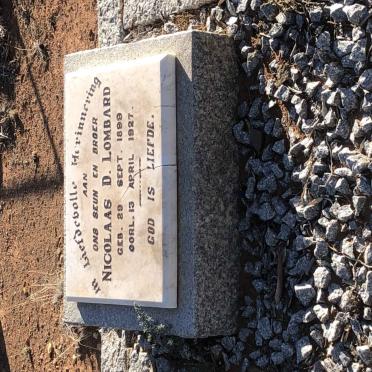 In Liefdevolle Herinnering
AAN
ONS SEUN EN BROER
NICOLAAS D. LOMBARD
GEB. 29 SEPT. 1899
OORL. 13 APRIL 1927.
GOD IS LIEFDE.